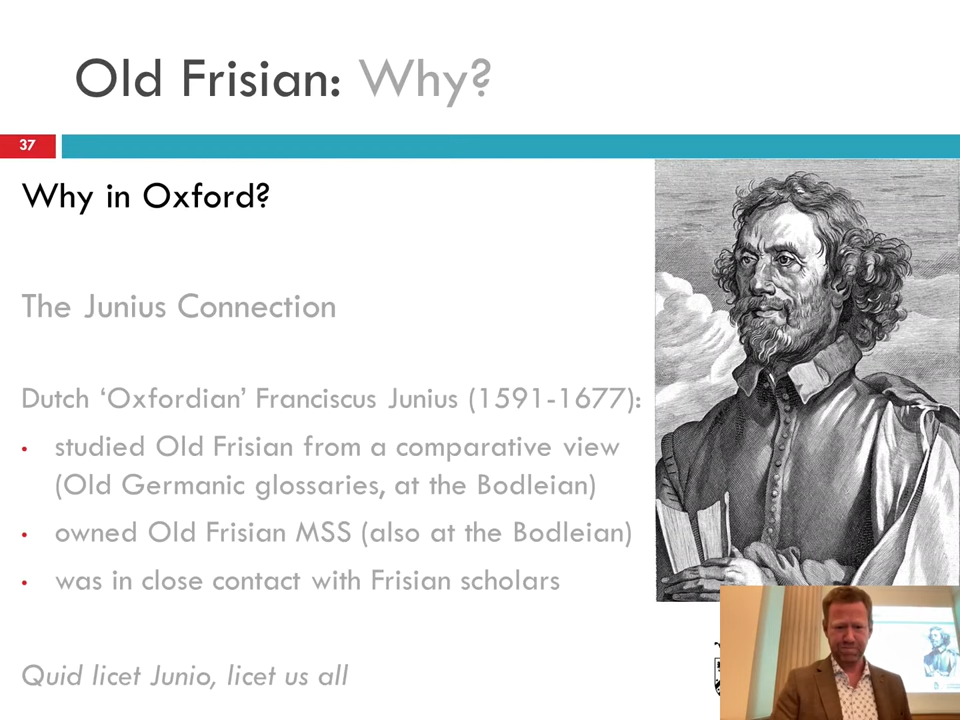 Old Frisian: Why?
37
Why in Oxford?
The Junius Connection
Dutch ‘Oxfordian’ Franciscus Junius (1591-1677):
• studied Old Frisian from a comparative view
(Old Germanic glossaries, at the Bodleian)
• owned Old Frisian MSS (also at the Bodleian)
• was in close contact with Frisian scholars
Quid licet Junio, licet us all